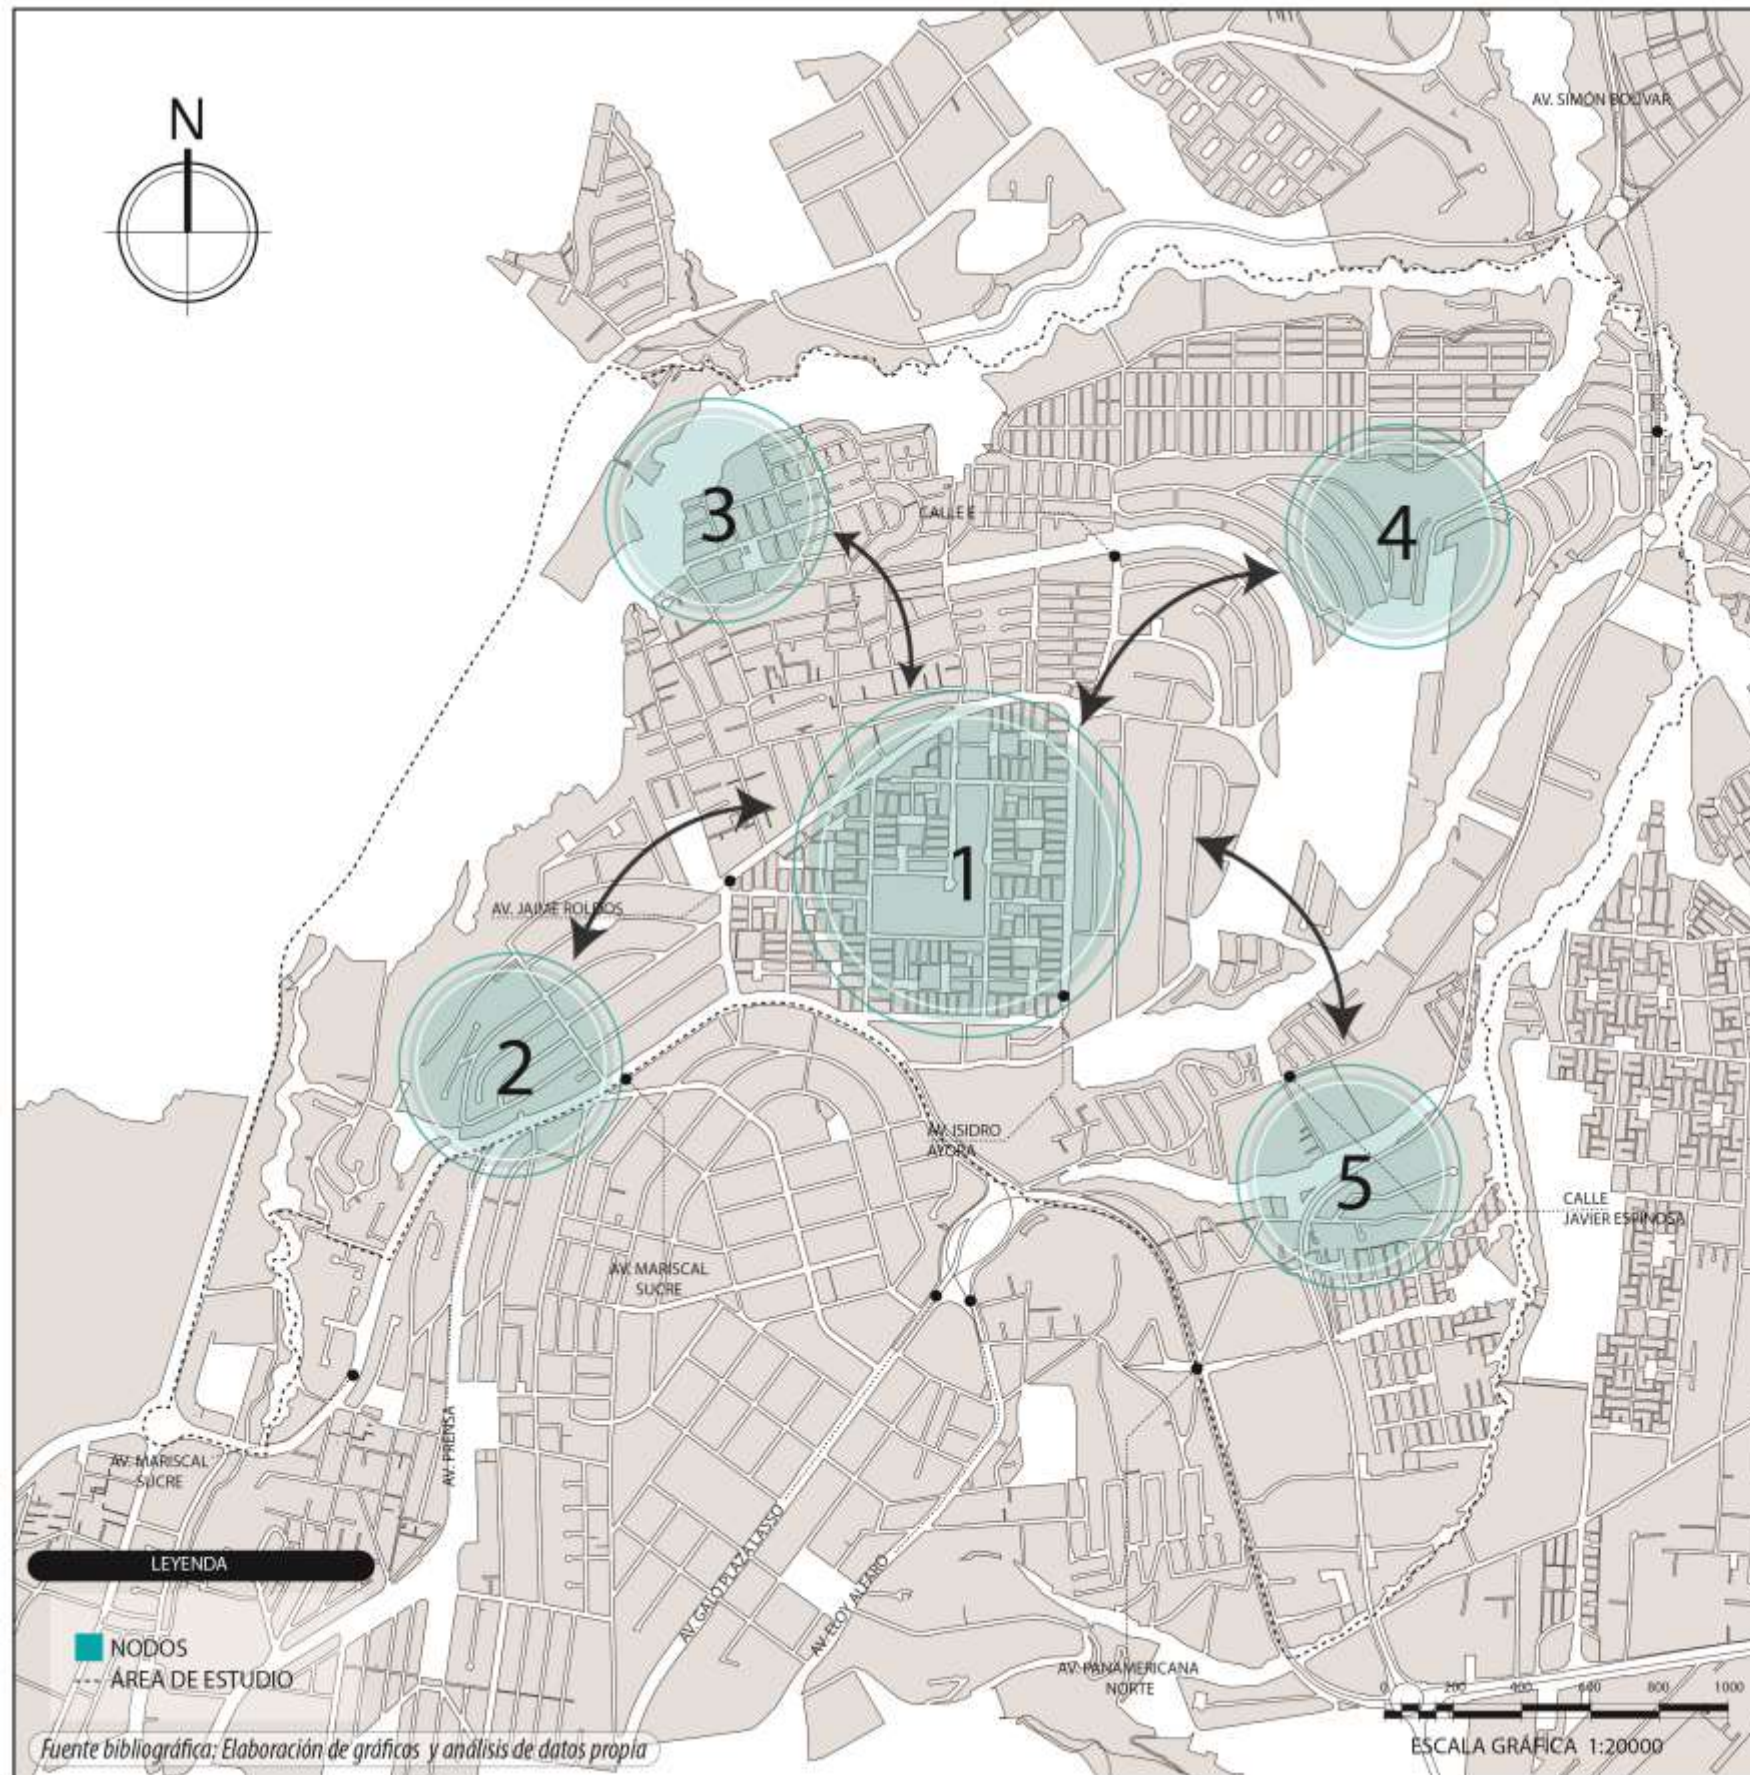 N
AV. SIMÓN BOLÍVAR
3
CALLE E
4
1
AV. JAIME ROLDOS
2
AV. ISIDRO
AYORA
5
CALLE
JAVIER ESPINOSA
AV. MARISCAL
SUCRE
AV. PRENSA
AV. MARISCAL
SUCRE
AV. GALO PLAZA LASSO
AV. ELOY ALFARO
AV. PANAMERICANA
NORTE
LEYENDA
NODOS
ÁREA DE ESTUDIO
0 200 400 600 800 1000
ESCALA GRÁFICA 1:20000
Fuente bibliográfica: Elaboración de gráficos y análisis de datos propia